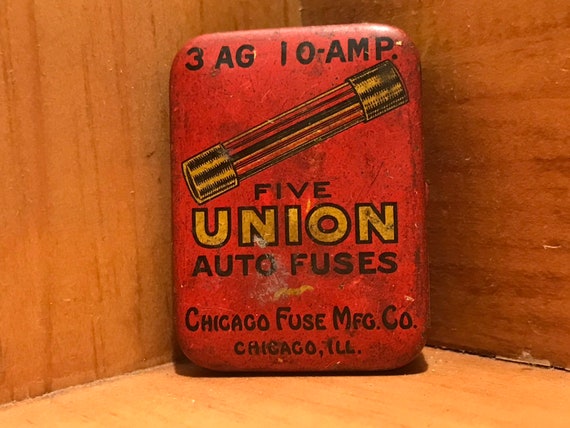 3 AG 10-AMP.
FIVE
UNION
AUTO FUSES
CHICAGO FUSE MFG. CO.
CHICAGO, ILL.